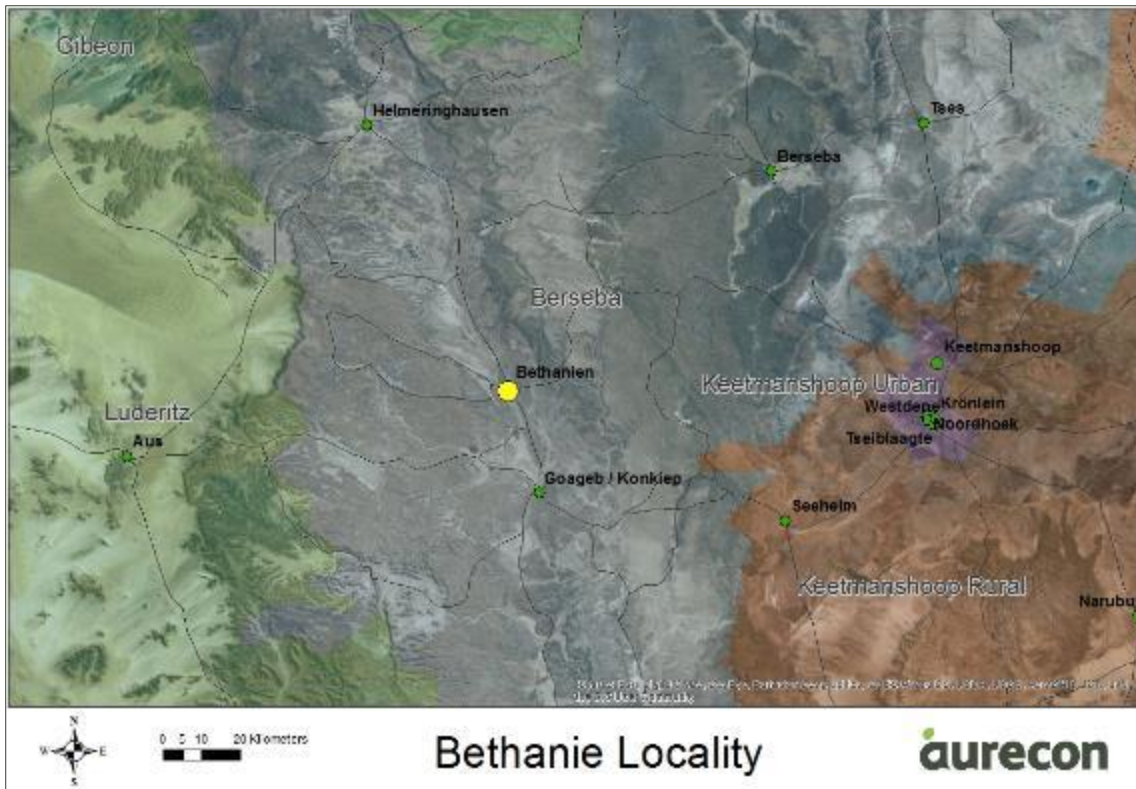 Gibeon
Helmeringhausen
Tses
Berseba
Berseba
Keetmanshoop
Bethanien
Keetmanshoop Urban
Luderitz
Westdene
Krönlein
Noordhoek
Aus
Tseiblaagte
Goageb / Konkiep
Seeheim
Keetmanshoop Rural
Narubu
N
W
E
S
0 5 10 20 Kilometers
Bethanie Locality
aurecon